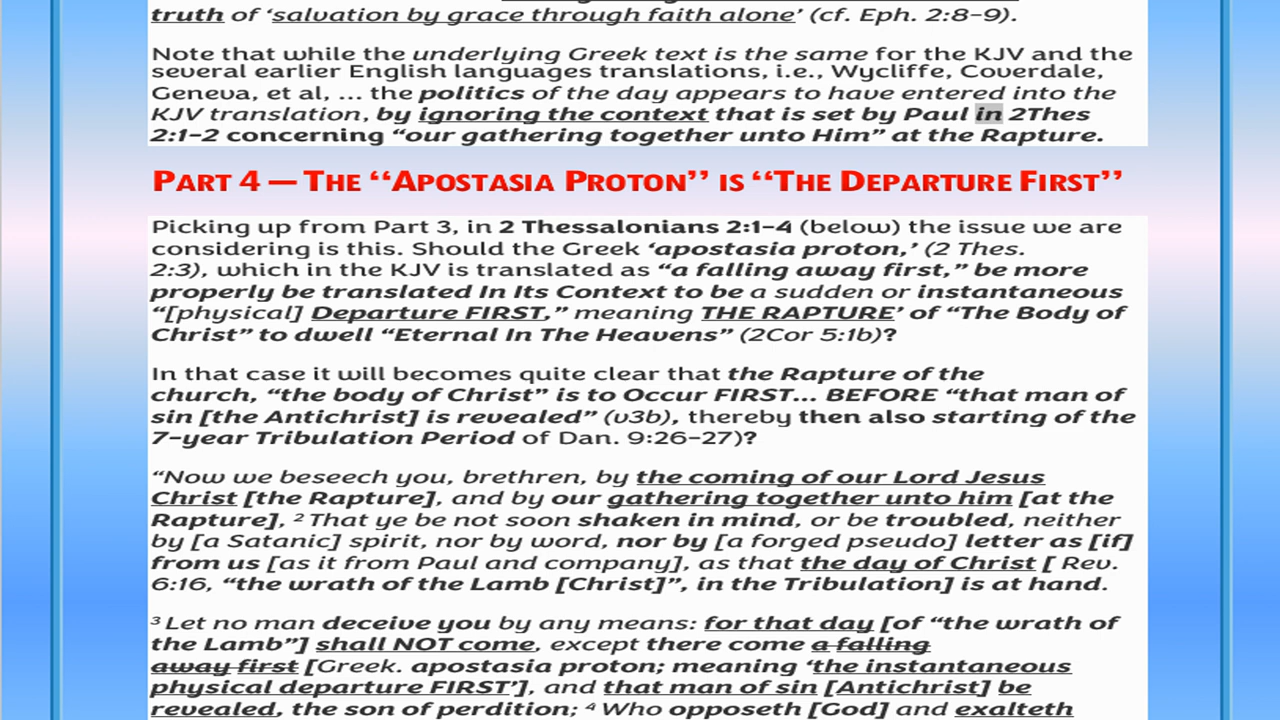 truth of ‘salvation by grace through faith alone’ (cf. Eph. 2:8–9).
Note that while the underlying Greek text is the same for the KJV and the
several earlier English languages translations, i.e., Wycliffe, Coverdale,
Geneva, et al, ... the politics of the day appears to have entered into the
KJV translation, by ignoring the context that is set by Paul in 2Thes
2:1–2 concerning “our gathering together unto Him” at the Rapture.
Part 4 — The “Apostasia Proton” is “The Departure First”
Picking up from Part 3, in 2 Thessalonians 2:1–4 (below) the issue we are
considering is this. Should the Greek ‘apostasia proton,’ (2 Thes.
2:3), which in the KJV is translated as “a falling away first,” be more
properly be translated In Its Context to be a sudden or instantaneous
“[physical] Departure FIRST,” meaning THE RAPTURE’ of “The Body of
Christ” to dwell “Eternal In The Heavens” (2Cor 5:1b)?
In that case it will becomes quite clear that the Rapture of the
church, “the body of Christ” is to Occur FIRST... BEFORE “that man of
sin [the Antichrist] is revealed” (v3b), thereby then also starting of the
7–year Tribulation Period of Dan. 9:26–27)?
“Now we beseech you, brethren, by the coming of our Lord Jesus
Christ [the Rapture], and by our gathering together unto him [at the
Rapture], ² That ye be not soon shaken in mind, or be troubled, neither
by [a Satanic] spirit, nor by word, nor by [a forged pseudo] letter as [if]
from us [as it from Paul and company], as that the day of Christ [ Rev.
6:16, “the wrath of the Lamb [Christ]”, in the Tribulation] is at hand.
³ Let no man deceive you by any means: for that day [of “the wrath of
the Lamb”] shall NOT come, except there come a falling
away first [Greek. apostasia proton; meaning ‘the instantaneous
physical departure FIRST’], and that man of sin [Antichrist] be
revealed, the son of perdition; ⁴ Who opposeth [God] and exalteth